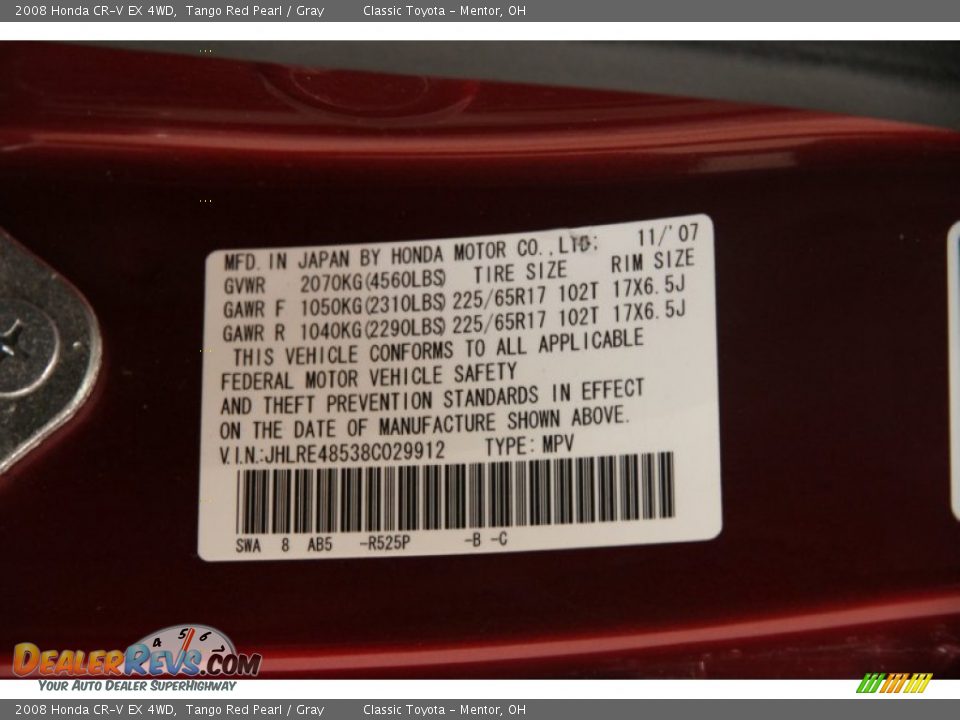 2008 Honda CR-V EX 4WD, Tango Red Pearl / Gray Classic Toyota - Mentor, OH
MFD. IN JAPAN BY HONDA MOTOR CO., LTD: 11/'07
GVWR 2070KG(4560LBS) TIRE SIZE RIM SIZE
GAWR F 1050KG(2310LBS) 225/65R17 102T 17X6.5J
GAWR R 1040KG(2290LBS) 225/65R17 102T 17X6.5J
THIS VEHICLE CONFORMS TO ALL APPLICABLE
FEDERAL MOTOR VEHICLE SAFETY
AND THEFT PREVENTION STANDARDS IN EFFECT
ON THE DATE OF MANUFACTURE SHOWN ABOVE.
V.I.N.:JHLRE48538C029912 TYPE: MPV
SWA 8 AB5 -R525P -B -C
4 5 6
DEALERREVS.COM
YOUR AUTO DEALER SUPERHIGHWAY
2008 Honda CR-V EX 4WD, Tango Red Pearl / Gray Classic Toyota - Mentor, OH